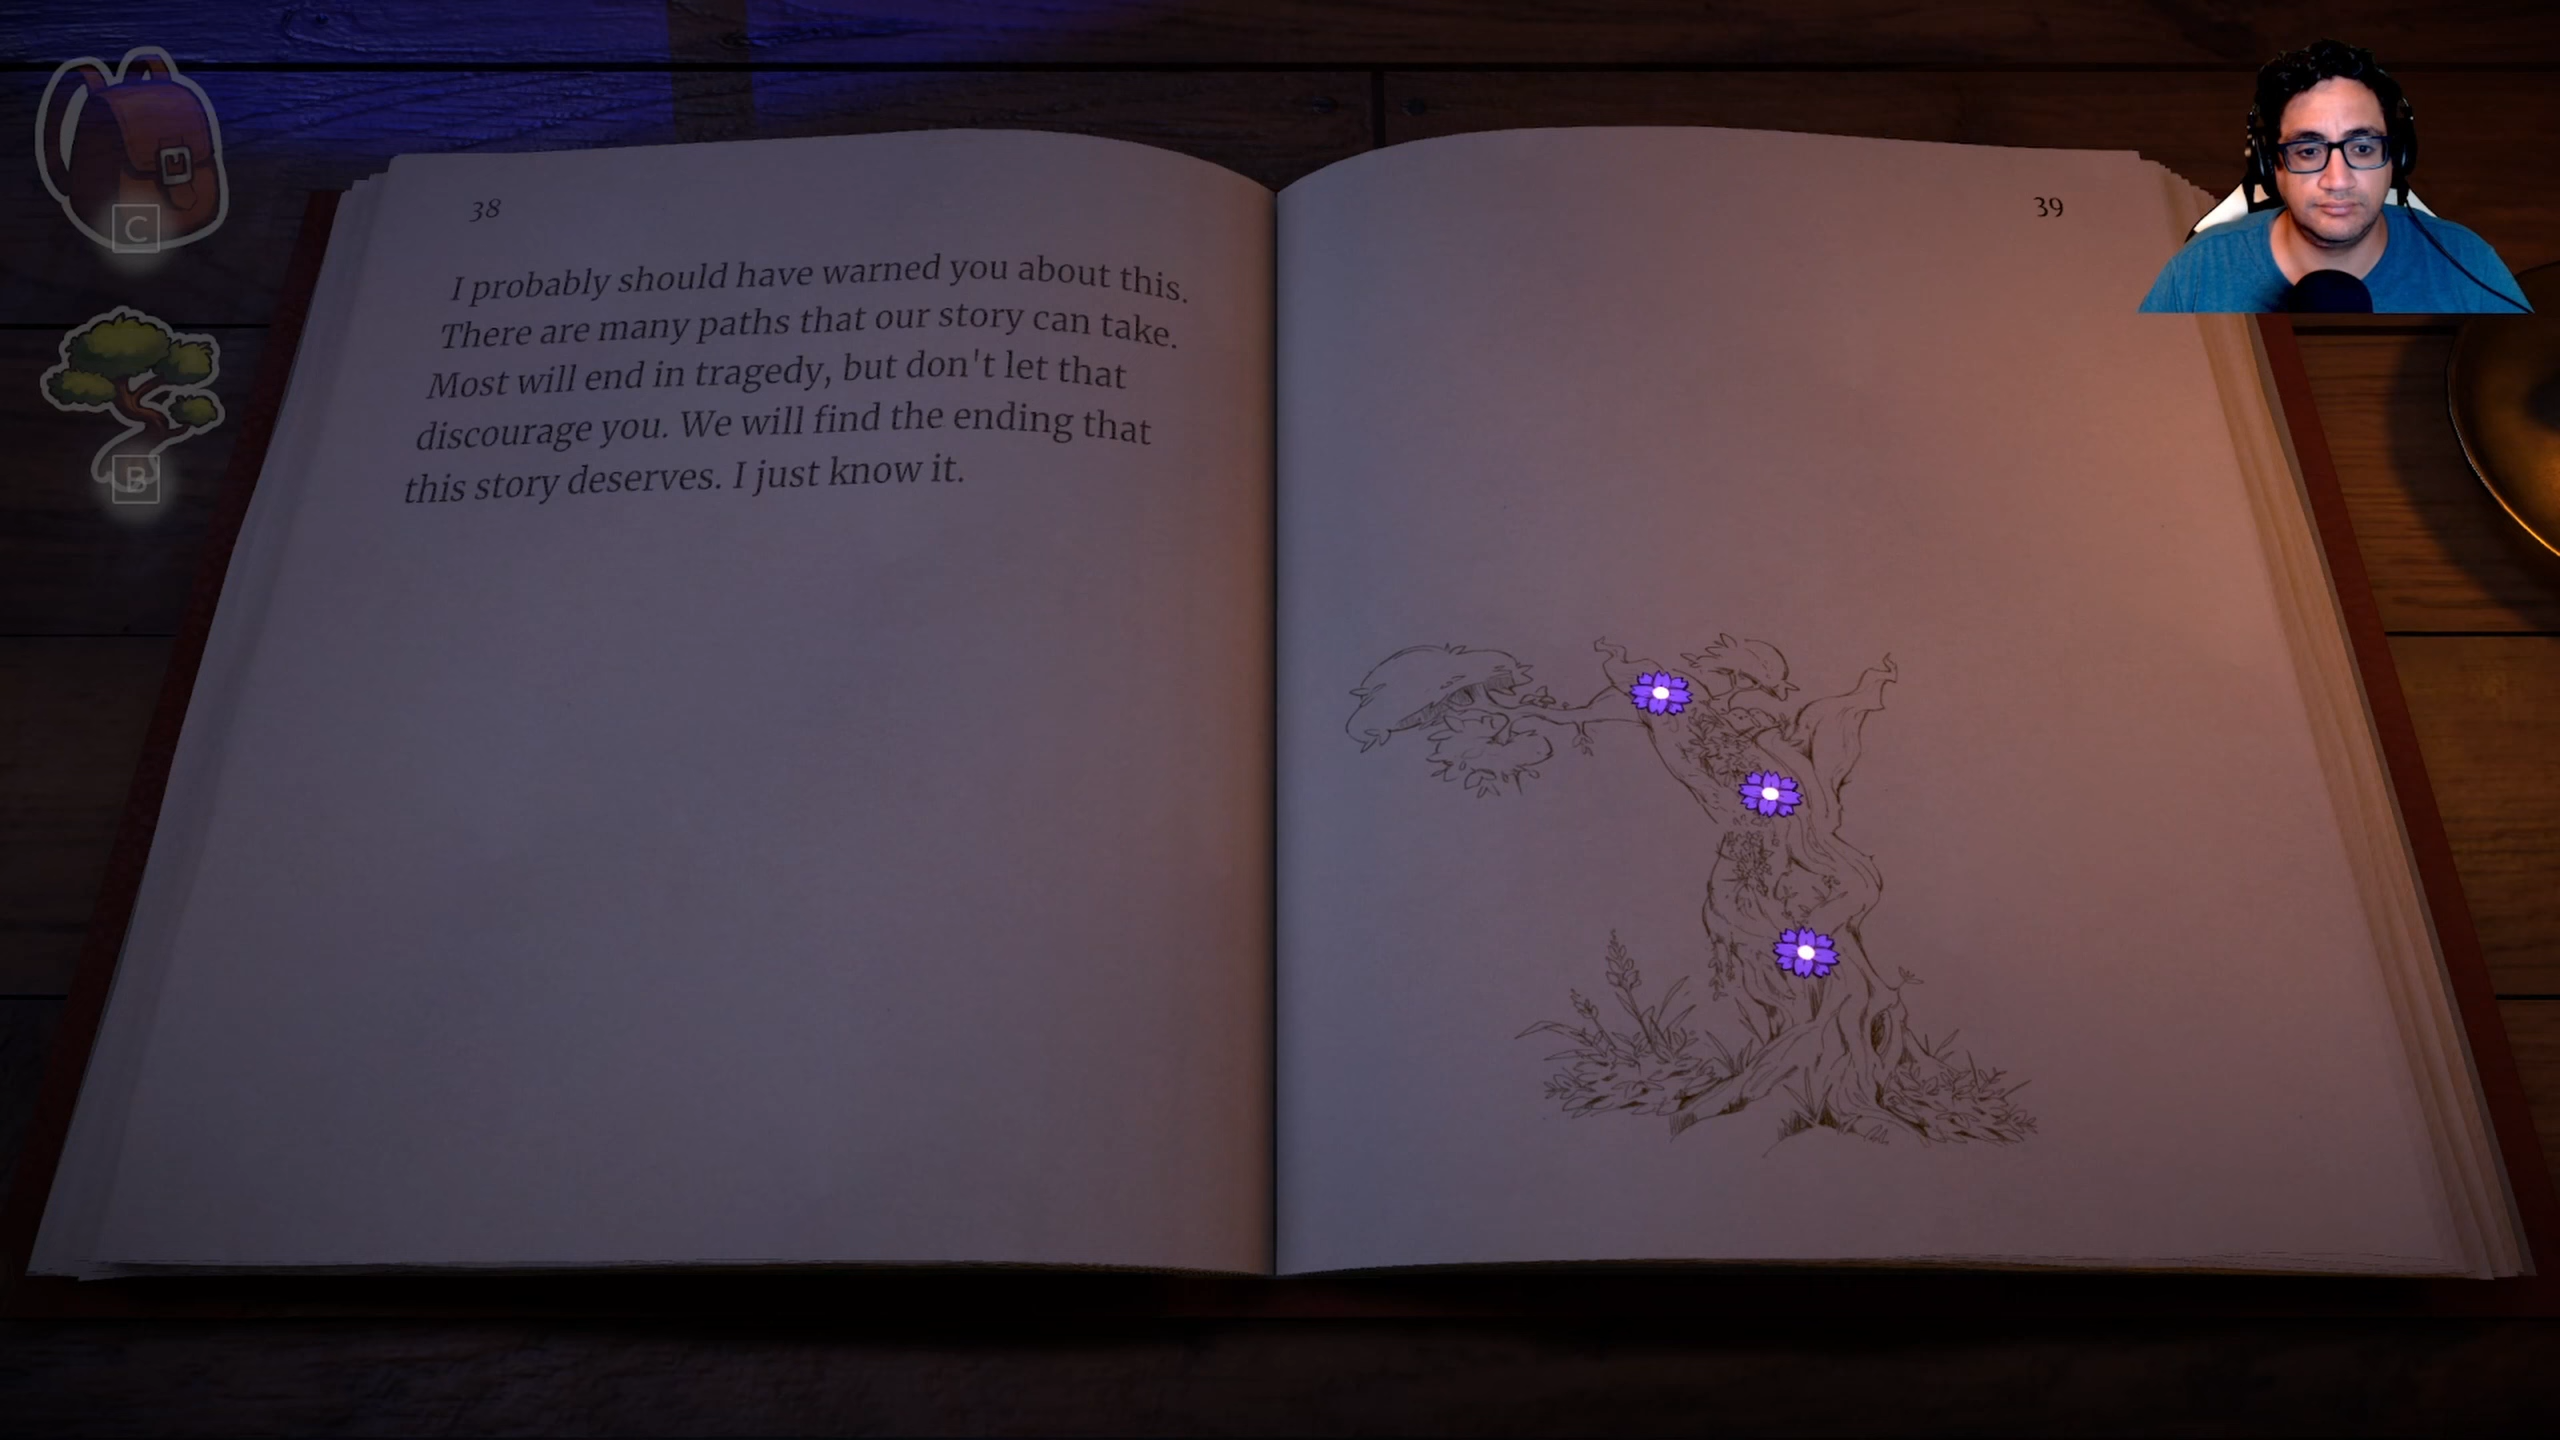 38
I probably should have warned you about this.
There are many paths that our story can take.
Most will end in tragedy, but don't let that
discourage you. We will find the ending that
this story deserves. I just know it.
39
C
B